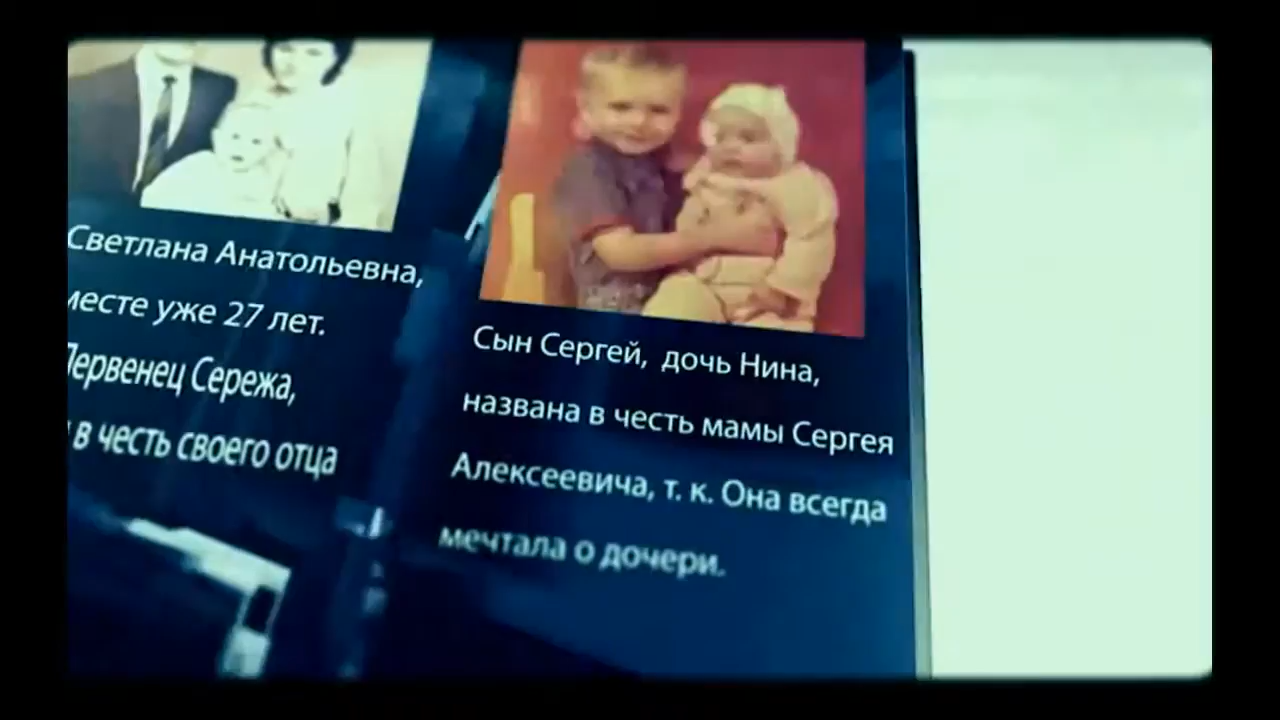 Светлана Анатольевна,
уже 27 лет.
Первенец Сережа,
в честь своего отца
Сын Сергей, дочь Нина,
названа в честь мамы Сергея
Алексеевича, т. к. Она всегда
мечтала о дочери.